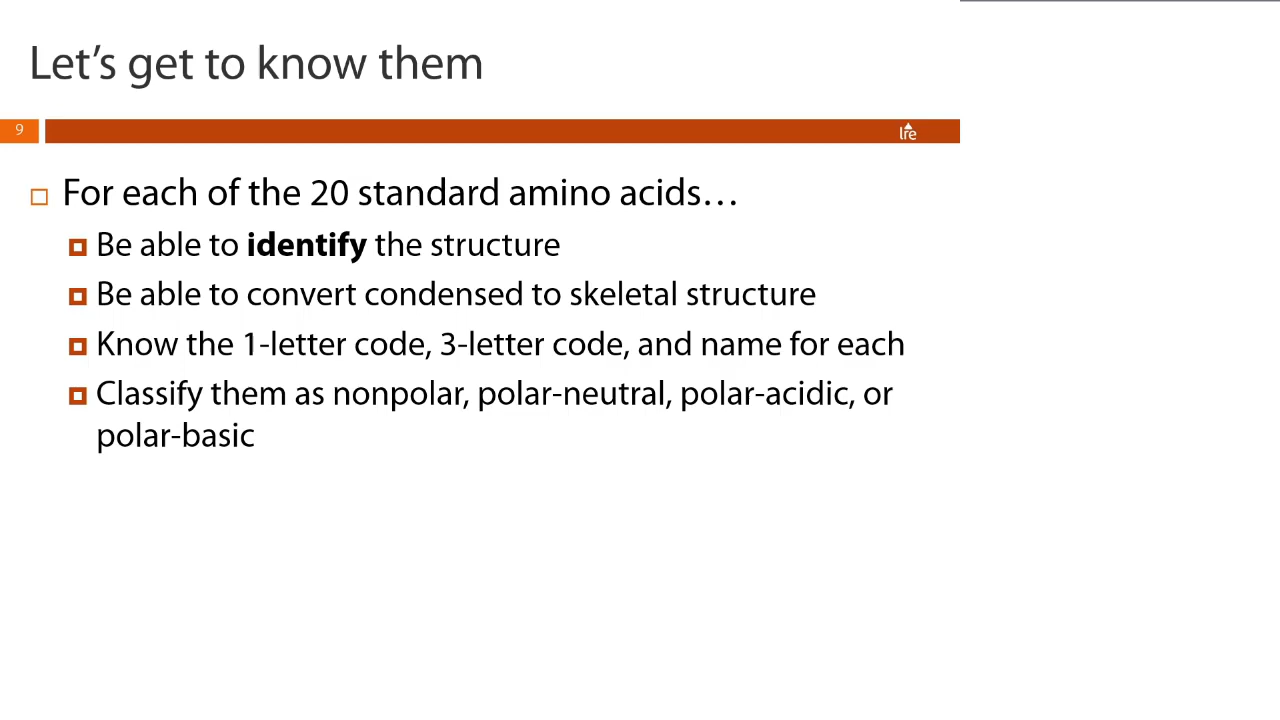 Let’s get to know them
9
lre
For each of the 20 standard amino acids…
Be able to identify the structure
Be able to convert condensed to skeletal structure
Know the 1-letter code, 3-letter code, and name for each
Classify them as nonpolar, polar-neutral, polar-acidic, or
polar-basic